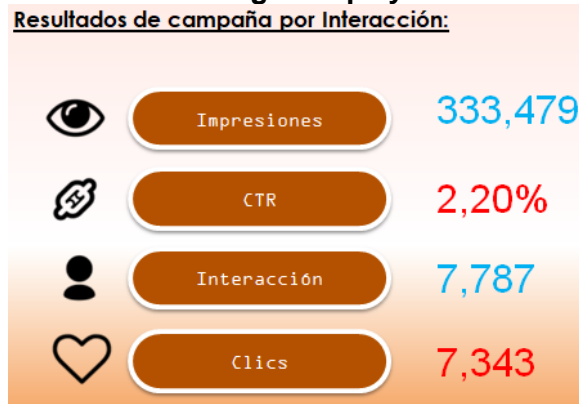 Resultados de campaña por Interacción:
Impresiones 333,479
CTR 2,20%
Interacción 7,787
Clics 7,343